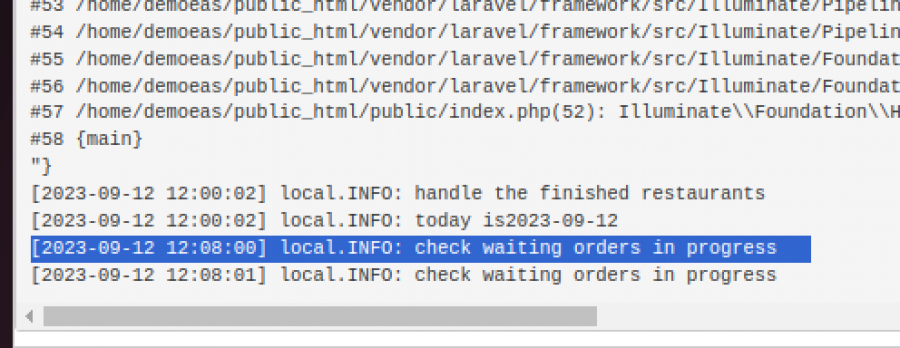 #53 /home/demoeas/public_html/vendor/laravel/framework/src/Illuminate/Pipelin
#54 /home/demoeas/public_html/vendor/laravel/framework/src/Illuminate/Pipelin
#55 /home/demoeas/public_html/vendor/laravel/framework/src/Illuminate/Foundat
#56 /home/demoeas/public_html/vendor/laravel/framework/src/Illuminate/Foundat
#57 /home/demoeas/public_html/public/index.php(52): Illuminate\\Foundation\\H
#58 {main}
"}
[2023-09-12 12:00:02] local.INFO: handle the finished restaurants
[2023-09-12 12:00:02] local.INFO: today is2023-09-12
[2023-09-12 12:08:00] local.INFO: check waiting orders in progress
[2023-09-12 12:08:01] local.INFO: check waiting orders in progress